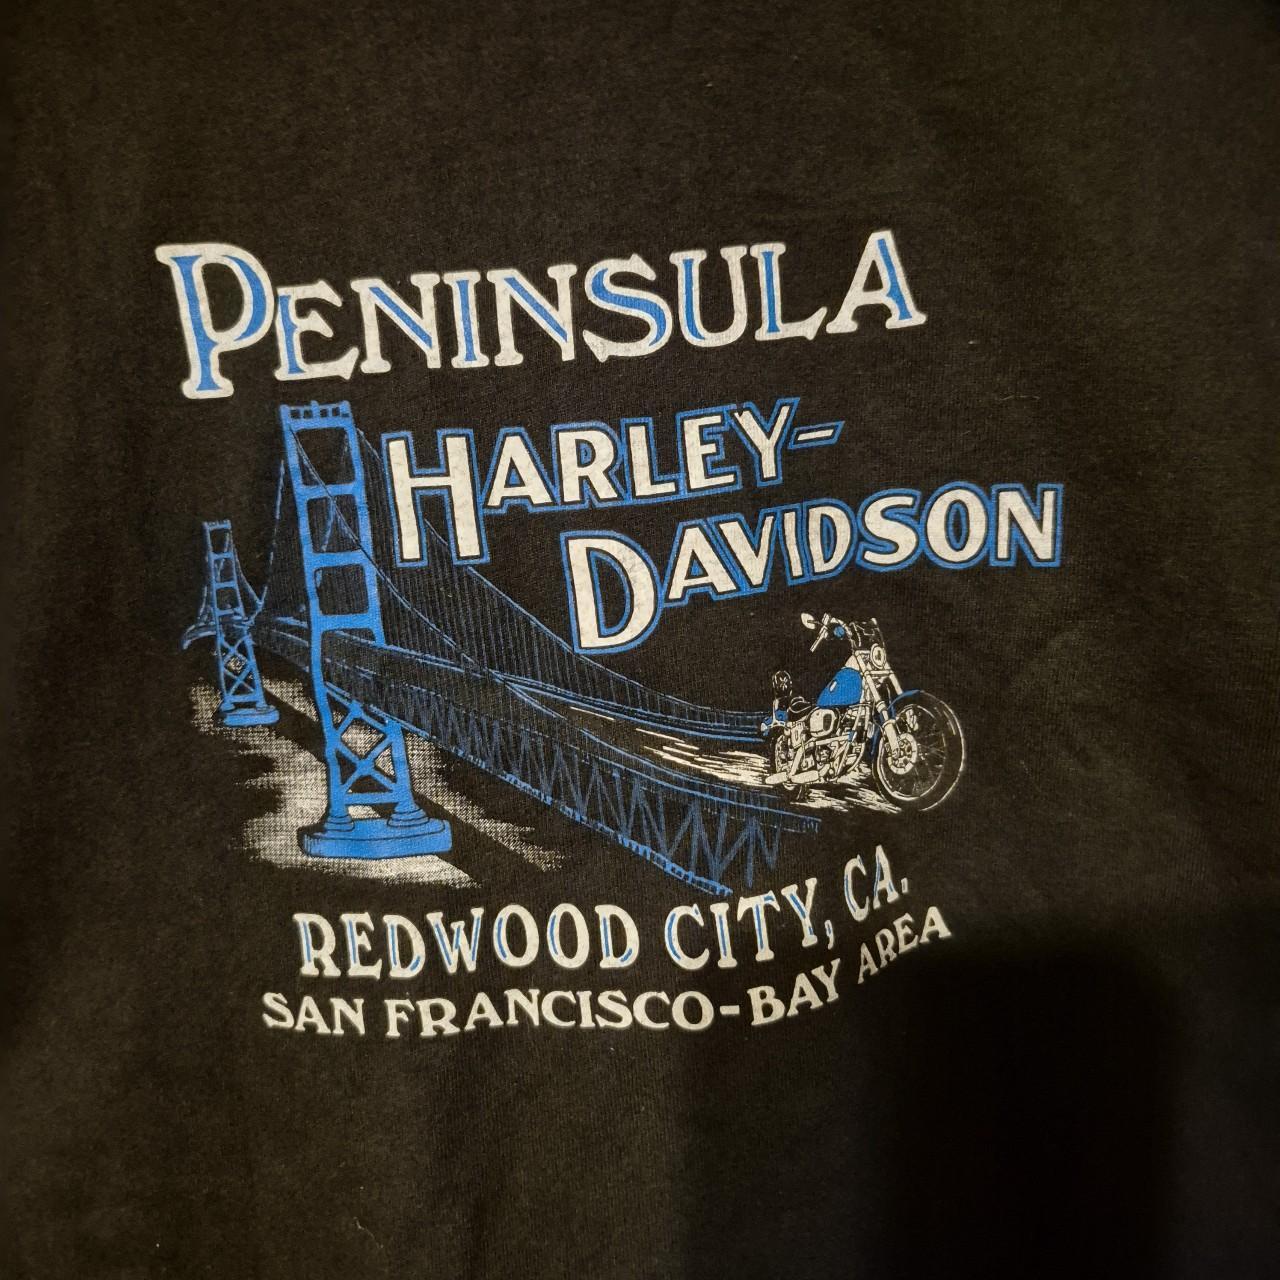 PENINSULA
HARLEY-
DAVIDSON
REDWOOD CITY, CA.
SAN FRANCISCO-BAY AREA